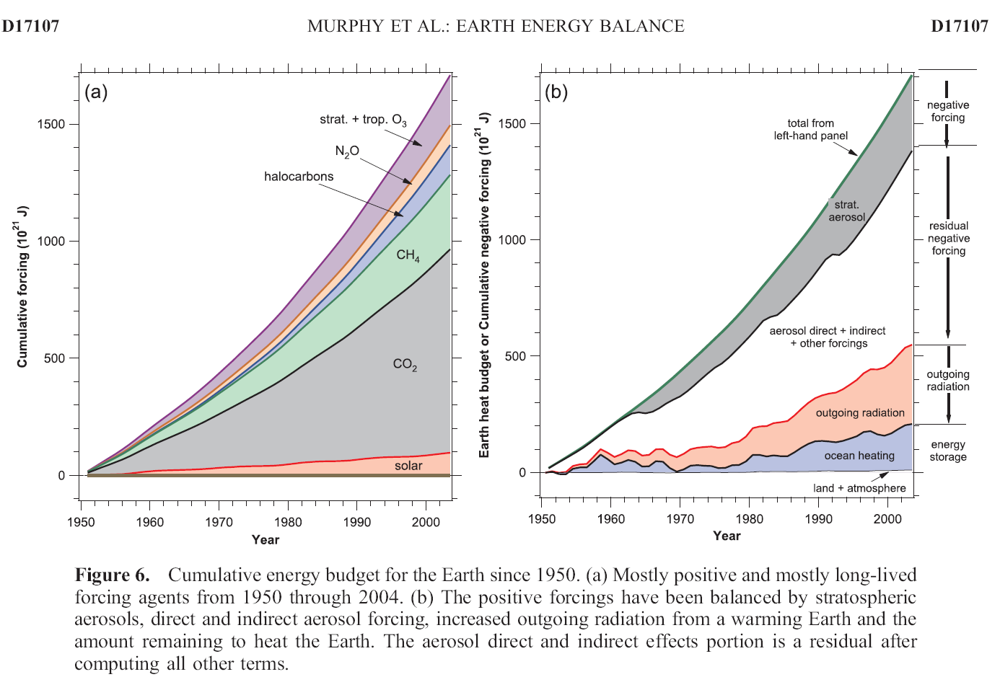 D17107 MURPHY ET AL.: EARTH ENERGY BALANCE D17107
(a)
strat. + trop. O3
N2O
halocarbons
CH4
CO2
solar
1500
1000
500
0
Cumulative forcing (10^21 J)
1950 1960 1970 1980 1990 2000
Year
(b)
total from
left-hand panel
strat.
aerosol
aerosol direct + indirect
+ other forcings
outgoing radiation
ocean heating
land + atmosphere
1500
1000
500
0
Earth heat budget or Cumulative negative forcing (10^21 J)
1950 1960 1970 1980 1990 2000
Year
negative
forcing
residual
negative
forcing
outgoing
radiation
energy
storage
Figure 6. Cumulative energy budget for the Earth since 1950. (a) Mostly positive and mostly long-lived
forcing agents from 1950 through 2004. (b) The positive forcings have been balanced by stratospheric
aerosols, direct and indirect aerosol forcing, increased outgoing radiation from a warming Earth and the
amount remaining to heat the Earth. The aerosol direct and indirect effects portion is a residual after
computing all other terms.